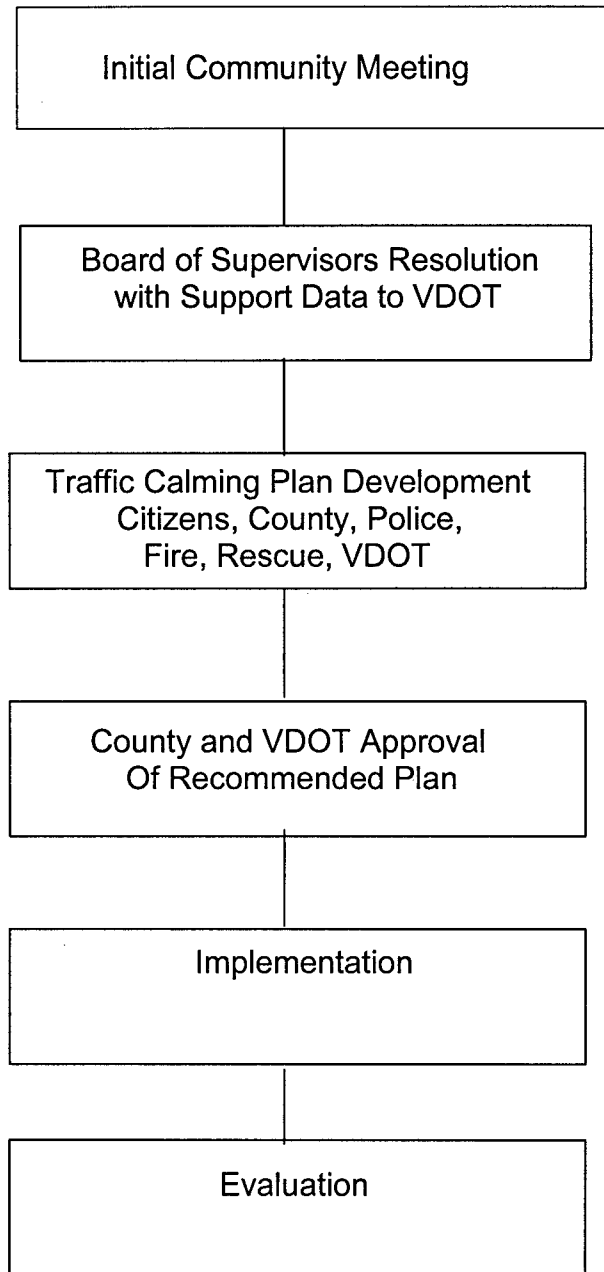 Initial Community Meeting
Board of Supervisors Resolution
with Support Data to VDOT
Traffic Calming Plan Development
Citizens, County, Police,
Fire, Rescue, VDOT
County and VDOT Approval
Of Recommended Plan
Implementation
Evaluation